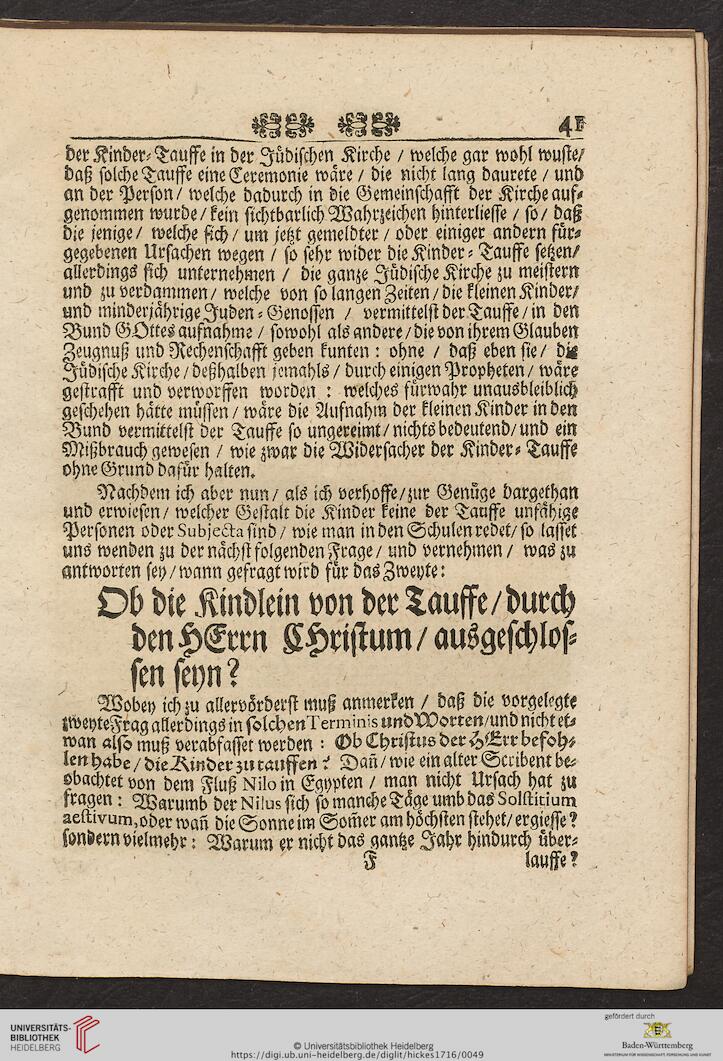 41
der Kinder-Tauffe in der Jüdischen Kirche / welche gar wohl wuste/
daß solche Tauffe eine Ceremonie wäre / die nicht lang daurete / und
an der Person / welche dadurch in die Gemeinschafft der Kirche auf-
genommen wurde / kein sichtbarlich Wahrzeichen hinterliesse / so / daß
die jenige / welche sich / um jetzt gemeldter / oder einiger andern für-
gegebenen Ursachen wegen / so sehr wider die Kinder-Tauffe setzen/
allerdings sich unternehmen / die ganze Jüdische Kirche zu meistern
und zu verdammen / welche von so langen Zeiten / die kleinen Kinder/
und minderjährige Juden-Genossen / vermittelst der Tauffe / in den
Bund GOttes aufnahme / sowohl als andere / die von ihrem Glauben
Zeugnuß und Rechenschafft geben kunten : ohne / daß eben sie / die
Jüdische Kirche / deßhalben jemahls / durch einigen Propheten / wäre
gestrafft und verworffen worden : welches fürwahr unausbleiblich
geschehen hätte müssen / wäre die Aufnahm der kleinen Kinder in den
Bund vermittelst der Tauffe so ungereimt / nichts bedeutend / und ein
Mißbrauch gewesen / wie zwar die Widersacher der Kinder-Tauffe
ohne Grund dafür halten.
Nachdem ich aber nun / als ich verhoffe / zur Genüge dargethan
und erwiesen / welcher Gestalt die Kinder keine der Tauffe unfähige
Personen oder Subjecta sind / wie man in den Schulen redet / so lasset
uns wenden zu der nächst folgenden Frage / und vernehmen / was zu
antworten sey / wann gefragt wird für das Zweyte:
Ob die Kindlein von der Tauffe / durch
den HErrn CHristum / ausgeschlos-
sen seyn?
Wobey ich zu allervörderst muß anmerken / daß die vorgelegte
zweyte Frag allerdings in solchen Terminis und Worten / und nicht et-
wan also muß verabfasset werden : Ob Christus der HErr befoh-
len habe / die Kinder zu tauffen? Dañ / wie ein alter Scribent be-
obachtet von dem Fluß Nilo in Egypten / man nicht Ursach hat zu
fragen : Warumb der Nilus sich so manche Täge umb das Solstitium
aestivum, oder wañ die Sonne im Som̃er am höchsten stehet / ergiesse?
sondern vielmehr : Warum er nicht das gantze Jahr hindurch über-
F lauffe?
UNIVERSITÄTS-
BIBLIOTHEK
HEIDELBERG
© Universitätsbibliothek Heidelberg
https://digi.ub.uni-heidelberg.de/diglit/hickes1716/0049
gefördert durch
Baden-Württemberg
MINISTERIUM FÜR WISSENSCHAFT, FORSCHUNG UND KUNST